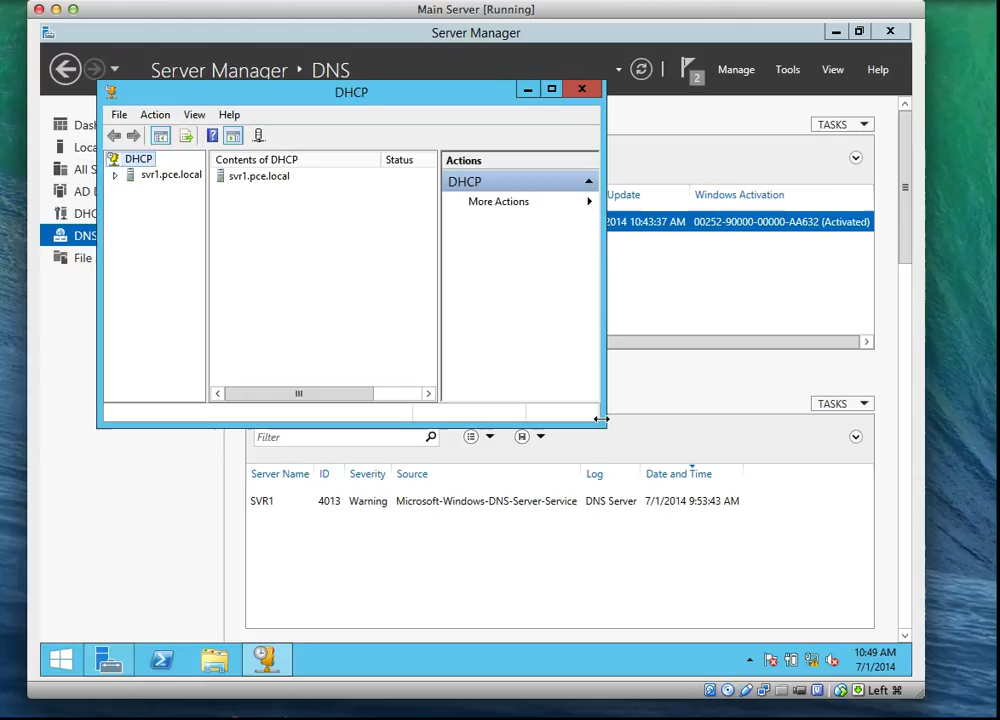 Main Server [Running]
Server Manager
Server Manager ‣ DNS
2
Manage
Tools
View
Help
DHCP
File
Action
View
Help
DHCP
svr1.pce.local
Contents of DHCP
Status
svr1.pce.local
Actions
DHCP
More Actions
Dash
Loca
All S
AD D
DHC
DNS
File
TASKS
Update
Windows Activation
2014 10:43:37 AM
00252-90000-00000-AA632 (Activated)
TASKS
Filter
Server Name
ID
Severity
Source
Log
Date and Time
SVR1
4013
Warning
Microsoft-Windows-DNS-Server-Service
DNS Server
7/1/2014 9:53:43 AM
10:49 AM
7/1/2014
Left ⌘